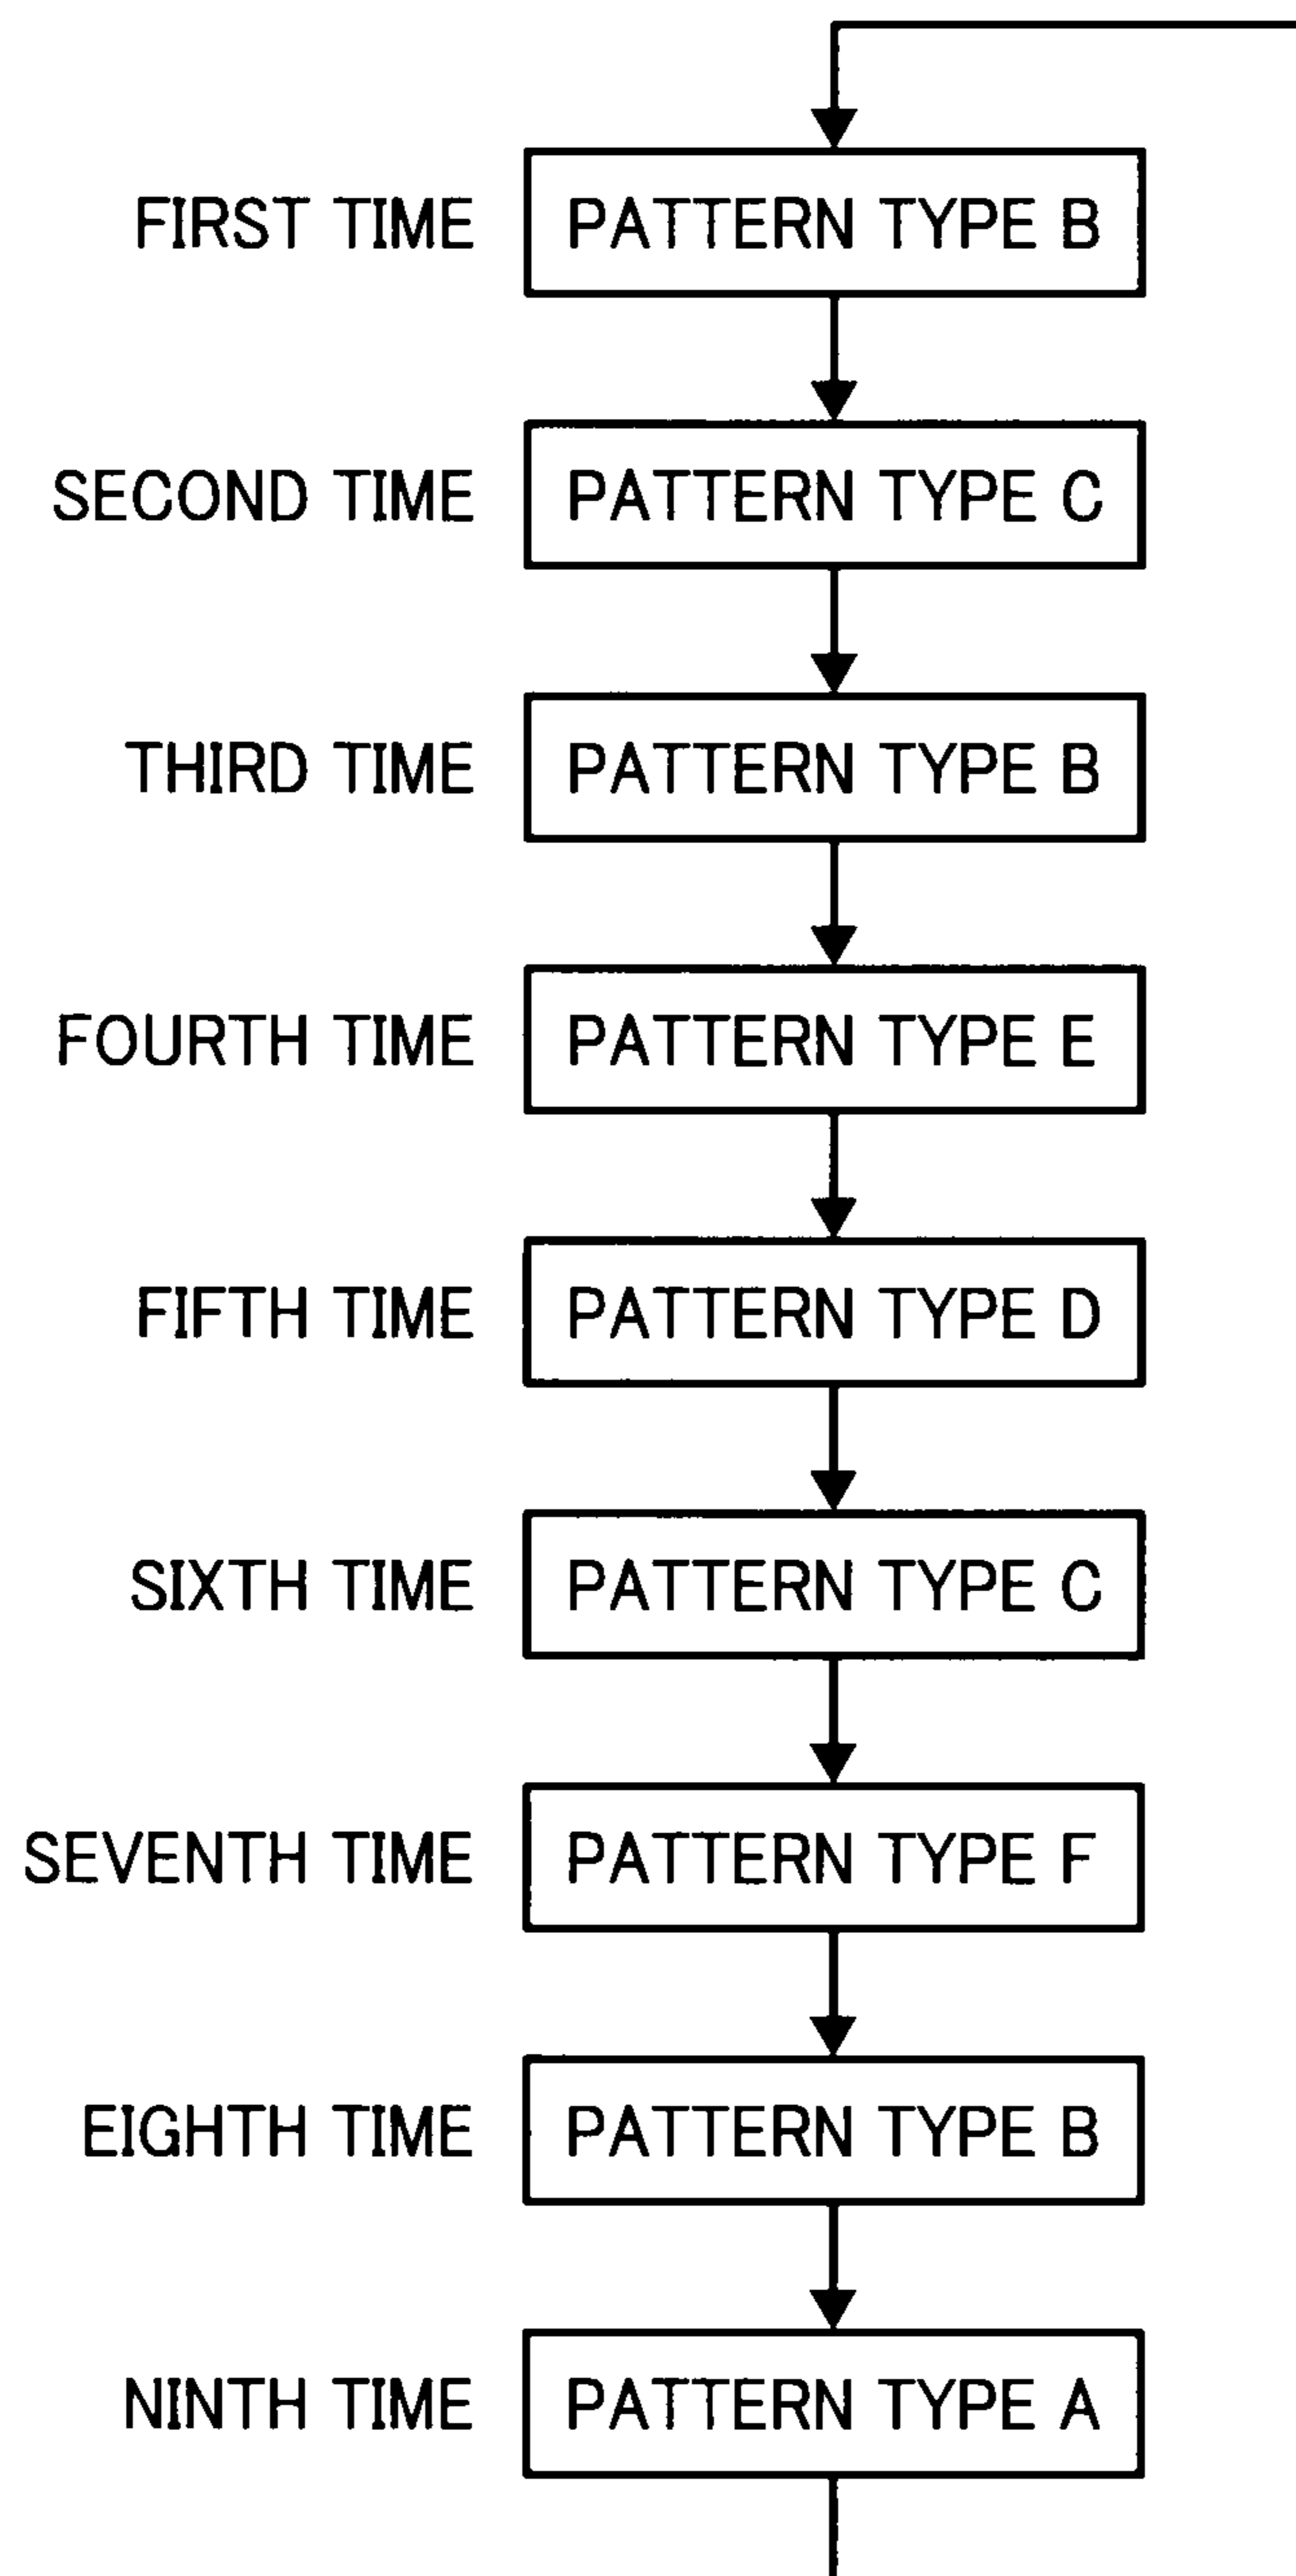 FIRST TIME PATTERN TYPE B
SECOND TIME PATTERN TYPE C
THIRD TIME PATTERN TYPE B
FOURTH TIME PATTERN TYPE E
FIFTH TIME PATTERN TYPE D
SIXTH TIME PATTERN TYPE C
SEVENTH TIME PATTERN TYPE F
EIGHTH TIME PATTERN TYPE B
NINTH TIME PATTERN TYPE A